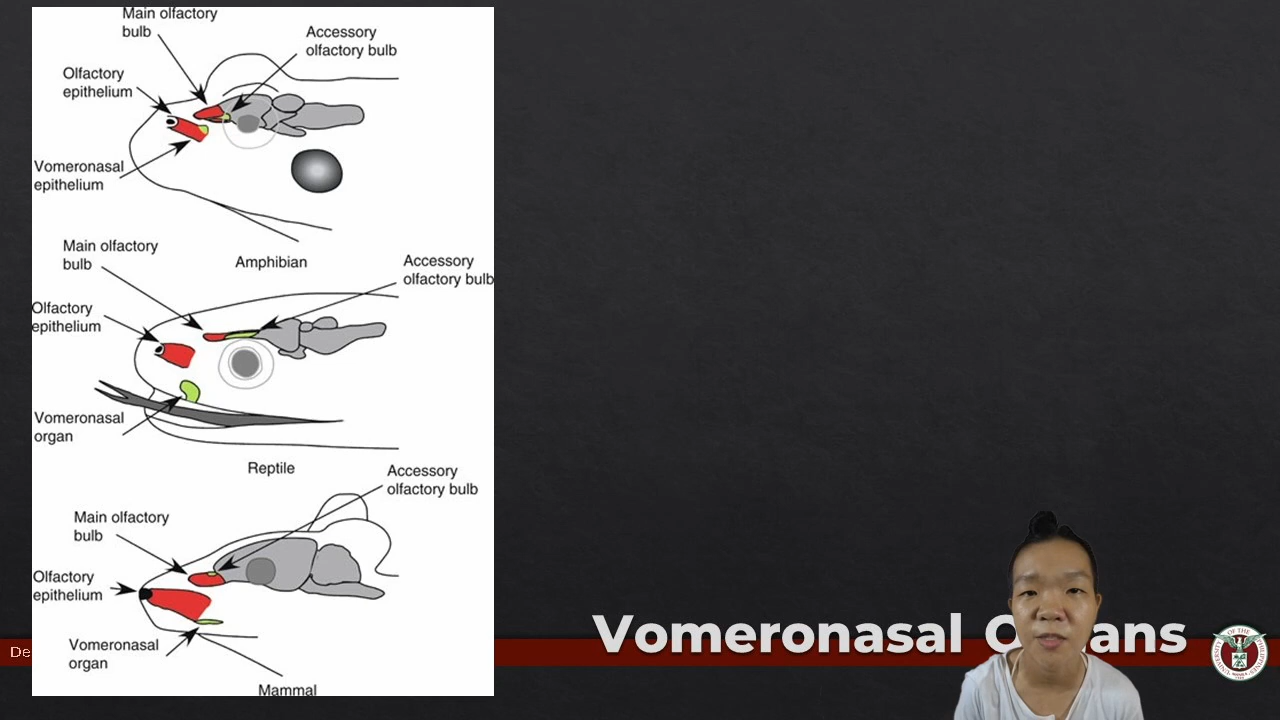 Main olfactory
bulb
Accessory
olfactory bulb
Olfactory
epithelium
Vomeronasal
epithelium
Amphibian
Main olfactory
bulb
Accessory
olfactory bulb
Olfactory
epithelium
Vomeronasal
organ
Reptile
Accessory
olfactory bulb
Main olfactory
bulb
Olfactory
epithelium
Vomeronasal
organ
Mammal
Vomeronasal
De